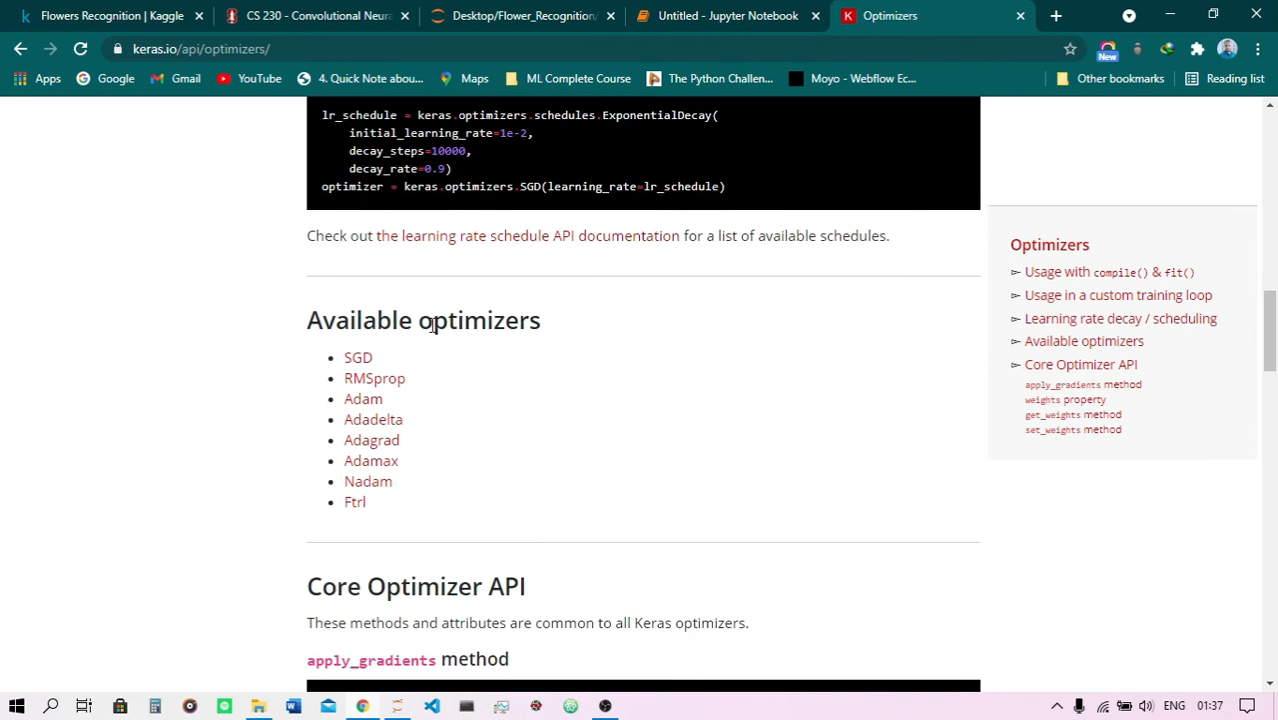 Flowers Recognition | Kaggle
CS 230 - Convolutional Neura
Desktop/Flower_Recognition/
Untitled - Jupyter Notebook
Optimizers
keras.io/api/optimizers/
New
Apps
Google
Gmail
YouTube
4. Quick Note abou...
Maps
ML Complete Course
The Python Challen...
Moyo - Webflow Ec...
Other bookmarks
Reading list
lr_schedule = keras.optimizers.schedules.ExponentialDecay(
initial_learning_rate=1e-2,
decay_steps=10000,
decay_rate=0.9)
optimizer = keras.optimizers.SGD(learning_rate=lr_schedule)
Check out the learning rate schedule API documentation for a list of available schedules.
Available optimizers
SGD
RMSprop
Adam
Adadelta
Adagrad
Adamax
Nadam
Ftrl
Core Optimizer API
These methods and attributes are common to all Keras optimizers.
apply_gradients method
Optimizers
► Usage with compile() & fit()
► Usage in a custom training loop
► Learning rate decay / scheduling
► Available optimizers
► Core Optimizer API
apply_gradients method
weights property
get_weights method
set_weights method
ENG
01:37